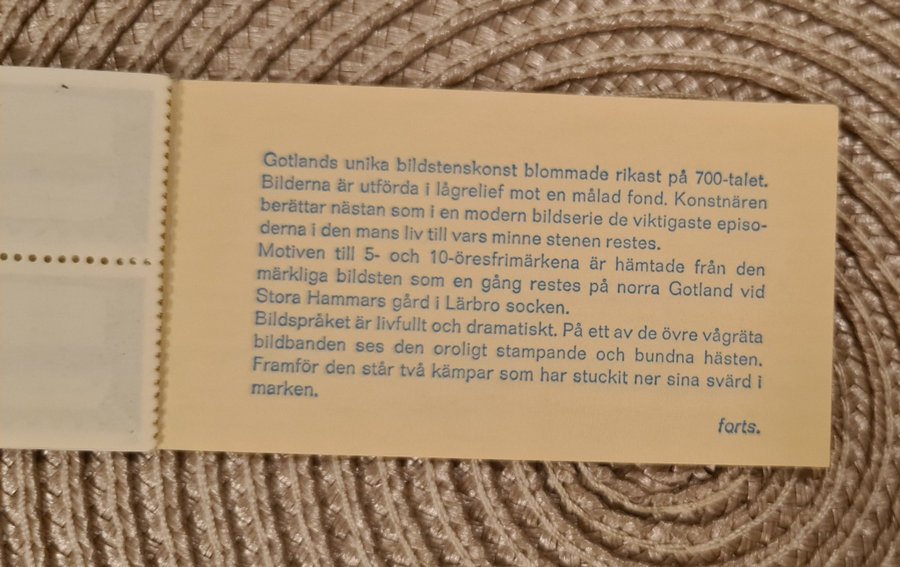 Gotlands unika bildstenskonst blommade rikast på 700-talet.
Bilderna är utförda i lågrelief mot en målad fond. Konstnären
berättar nästan som i en modern bildserie de viktigaste episo-
derna i den mans liv till vars minne stenen restes.
Motiven till 5- och 10-öresfrimärkena är hämtade från den
märkliga bildsten som en gång restes på norra Gotland vid
Stora Hammars gård i Lärbro socken.
Bildspråket är livfullt och dramatiskt. På ett av de övre vågräta
bildbanden ses den oroligt stampande och bundna hästen.
Framför den står två kämpar som har stuckit ner sina svärd i
marken.
forts.